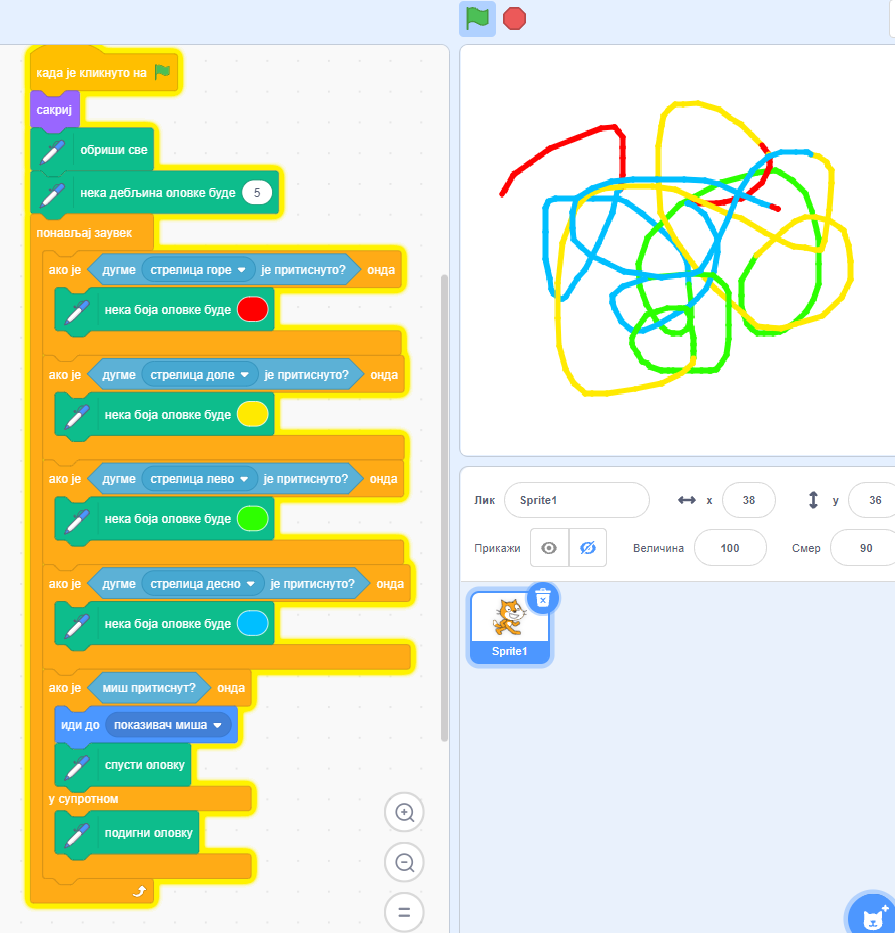 када је кликнуто на
сакриј
обриши све
нека дебљина оловке буде 5
понављај заувек
ако је дугме стрелица горе је притиснуто? онда
нека боја оловке буде
ако је дугме стрелица доле је притиснуто? онда
нека боја оловке буде
ако је дугме стрелица лево је притиснуто? онда
нека боја оловке буде
ако је дугме стрелица десно је притиснуто? онда
нека боја оловке буде
ако је миш притиснут? онда
иди до показивач миша
спусти оловку
у супротном
подигни оловку
Лик Sprite1 x 38 y 36
Прикажи Величина 100 Смер 90
Sprite1